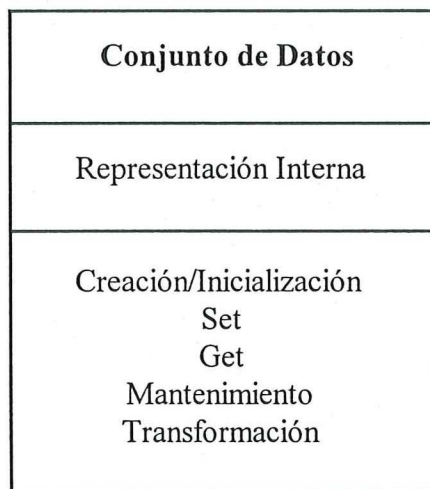 Conjunto de Datos
Representación Interna
Creación/Inicialización
Set
Get
Mantenimiento
Transformación